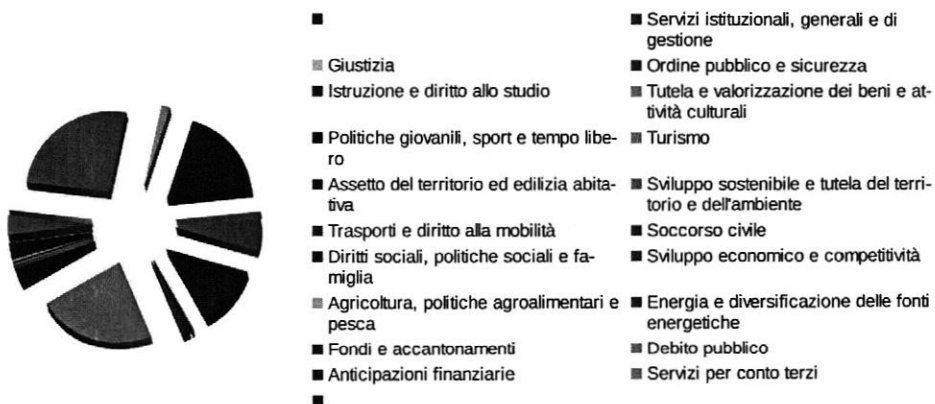 Servizi istituzionali, generali e di
gestione
Giustizia
Ordine pubblico e sicurezza
Istruzione e diritto allo studio
Tutela e valorizzazione dei beni e at-
tività culturali
Politiche giovanili, sport e tempo libe-
ro
Turismo
Assetto del territorio ed edilizia abita-
tiva
Sviluppo sostenibile e tutela del terri-
torio e dell'ambiente
Trasporti e diritto alla mobilità
Soccorso civile
Diritti sociali, politiche sociali e fa-
miglia
Sviluppo economico e competitività
Agricoltura, politiche agroalimentari e
pesca
Energia e diversificazione delle fonti
energetiche
Fondi e accantonamenti
Debito pubblico
Anticipazioni finanziarie
Servizi per conto terzi